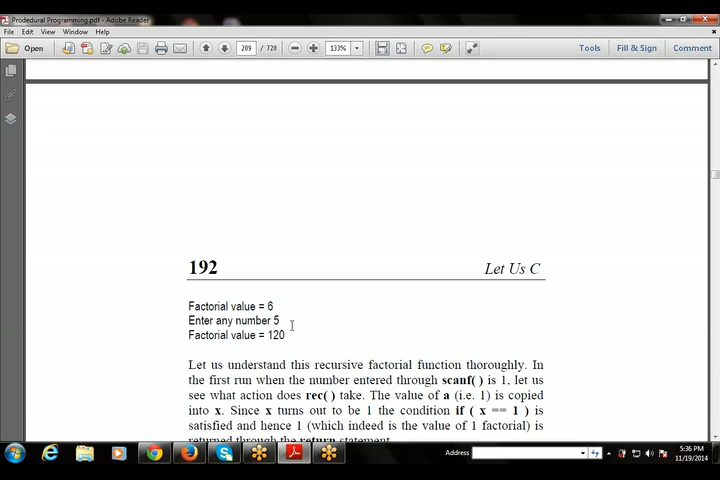 Prodedural Programming.pdf - Adobe Reader
File Edit View Window Help
Open 209 / 728 133% Tools Fill & Sign Comment
192 Let Us C
Factorial value = 6
Enter any number 5
Factorial value = 120
Let us understand this recursive factorial function thoroughly. In
the first run when the number entered through scanf( ) is 1, let us
see what action does rec( ) take. The value of a (i.e. 1) is copied
into x. Since x turns out to be 1 the condition if ( x == 1 ) is
satisfied and hence 1 (which indeed is the value of 1 factorial) is
returned through the return statement.
Address
5:36 PM
11/19/2014